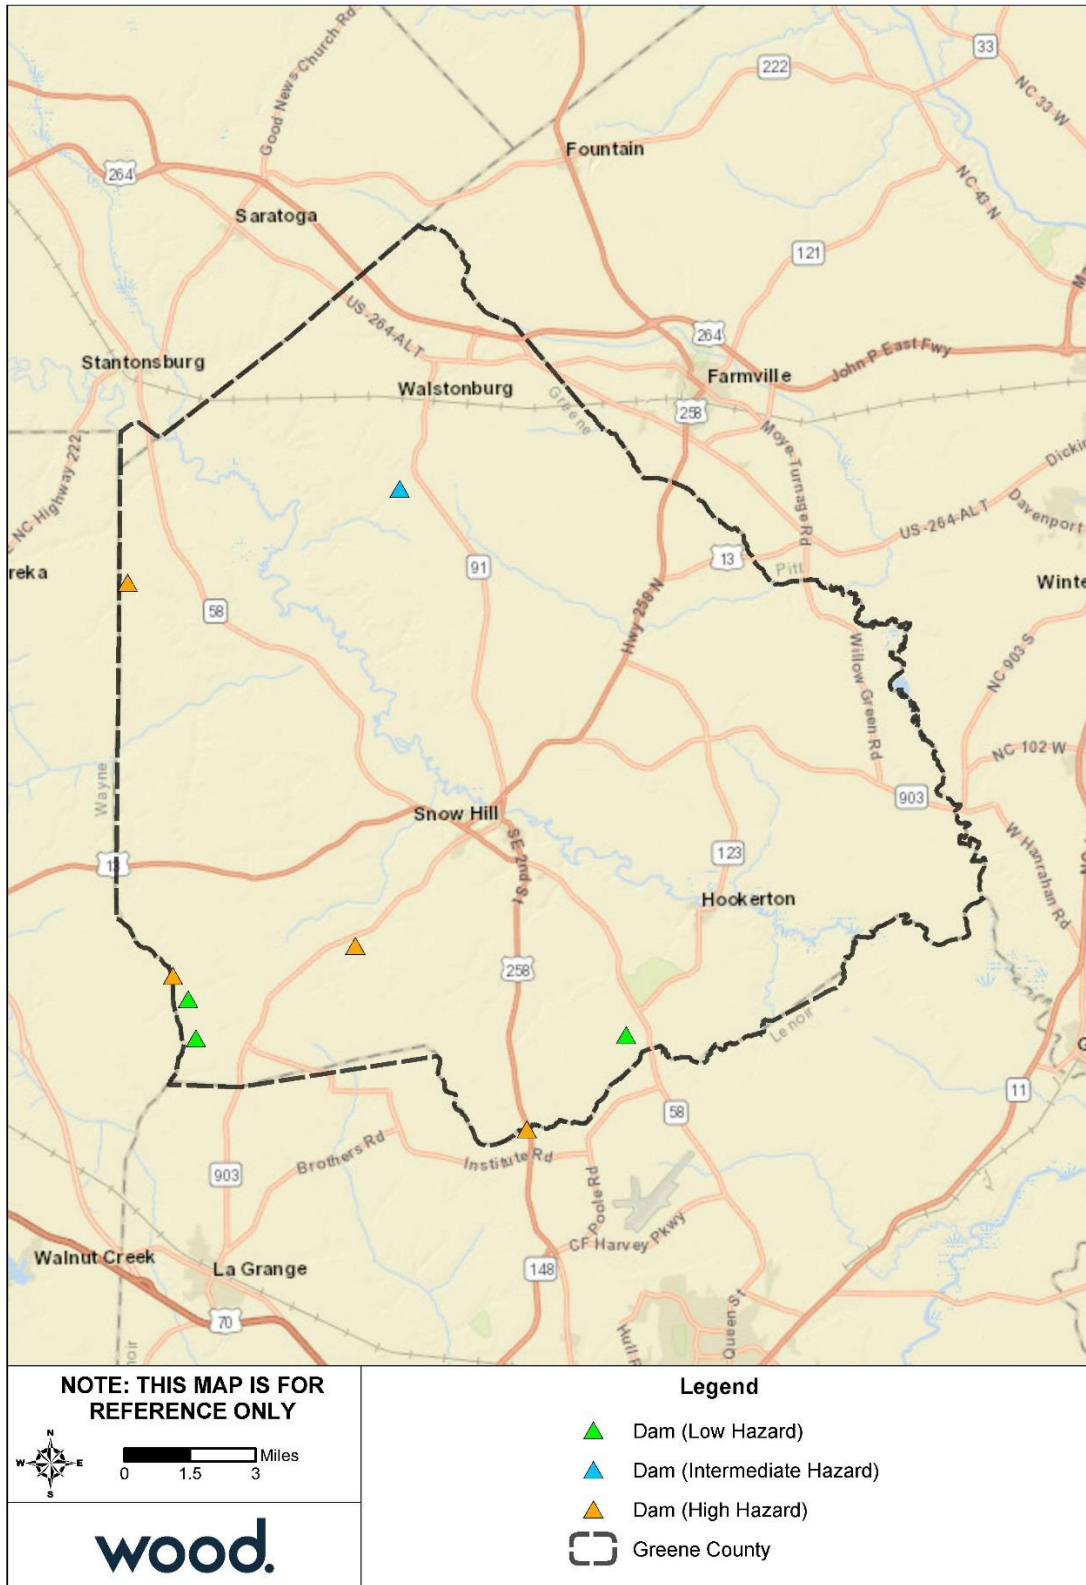 Good News Church Rd
222
33
NC 33 W
Fountain
264
NC 43 N
Saratoga
121
US-264 ALT
264
Stantonsburg
John P East Fwy
Walstonburg
Farmville
Greene
258
Moye-Turnage Rd
NC Highway 222
Dickin
US-264 ALT
Davenport
13
Pitt
91
reka
Winte
58
Hwy 258 N
Willow Green Rd
NC 903 S
NC 102 W
Wayne
903
Snow Hill
SE 2nd St
W Hanrahan Rd
123
13
Hookerton
258
Lenoir
G
11
58
Brothers Rd
Institute Rd
903
Poole Rd
CF Harvey Pkwy
Walnut Creek
La Grange
148
70
Queen St
Hull R
noir
NOTE: THIS MAP IS FOR
REFERENCE ONLY
N
W E
S
Miles
0 1.5 3
wood.
Legend
Dam (Low Hazard)
Dam (Intermediate Hazard)
Dam (High Hazard)
Greene County